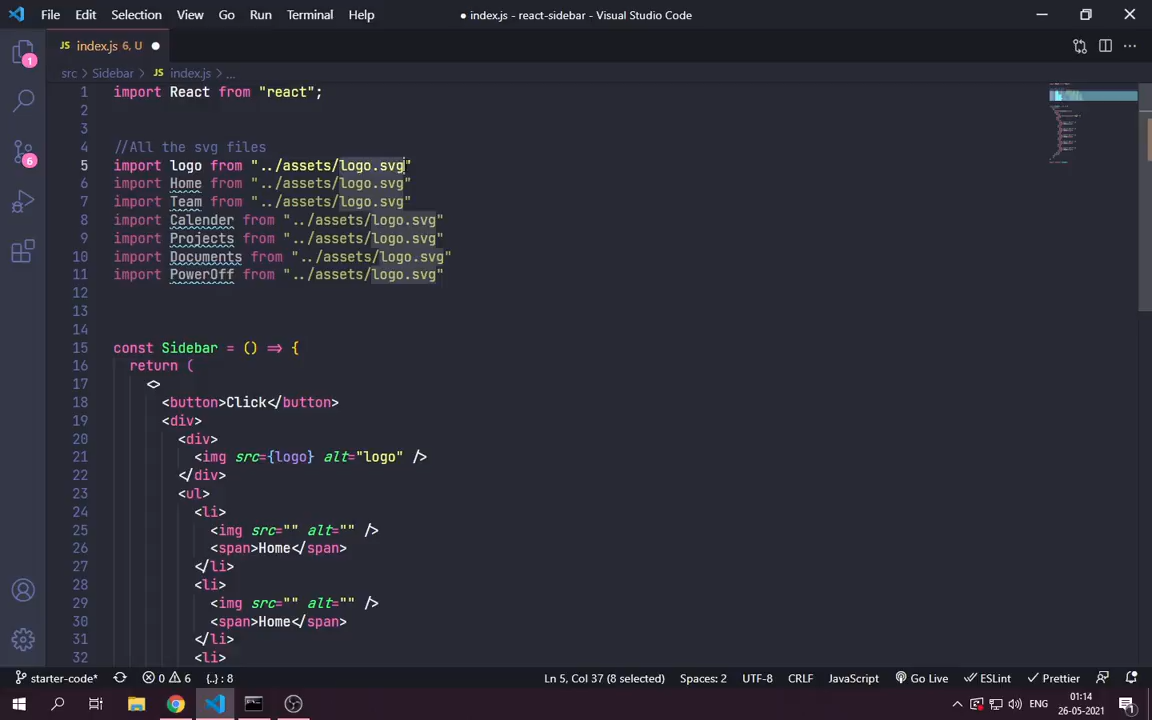 File Edit Selection View Go Run Terminal Help
● index.js - react-sidebar - Visual Studio Code
JS index.js 6, U ●
src > Sidebar > JS index.js > ...
1 import React from "react";
2
3
4 //All the svg files
5 import logo from "../assets/logo.svg"
6 import Home from "../assets/logo.svg"
7 import Team from "../assets/logo.svg"
8 import Calender from "../assets/logo.svg"
9 import Projects from "../assets/logo.svg"
10 import Documents from "../assets/logo.svg"
11 import PowerOff from "../assets/logo.svg"
12
13
14
15 const Sidebar = () => {
16 return (
17 <>
18 <button>Click</button>
19 <div>
20 <div>
21 <img src={logo} alt="logo" />
22 </div>
23 <ul>
24 <li>
25 <img src="" alt="" />
26 <span>Home</span>
27 </li>
28 <li>
29 <img src="" alt="" />
30 <span>Home</span>
31 </li>
32 <li>
1
6
starter-code* 0 6 {..} : 8 Ln 5, Col 37 (8 selected) Spaces: 2 UTF-8 CRLF JavaScript Go Live ESLint Prettier
ENG 01:14
26-05-2021 1